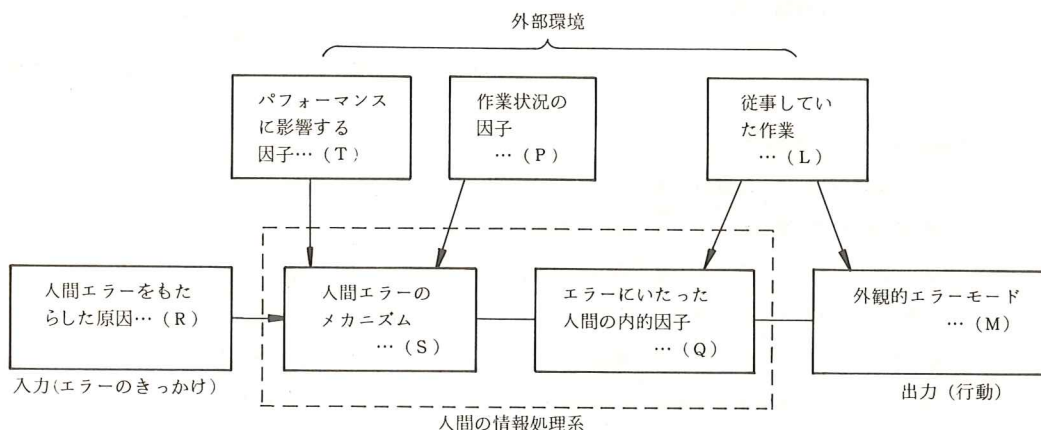 外部環境
パフォーマンス
に影響する
因子…(T)
作業状況の
因子
…(P)
従事してい
た作業
…(L)
人間エラーをもた
らした原因…(R)
人間エラーの
メカニズム
…(S)
エラーにいたった
人間の内的因子
…(Q)
外観的エラーモード
…(M)
入力(エラーのきっかけ)
出力(行動)
人間の情報処理系